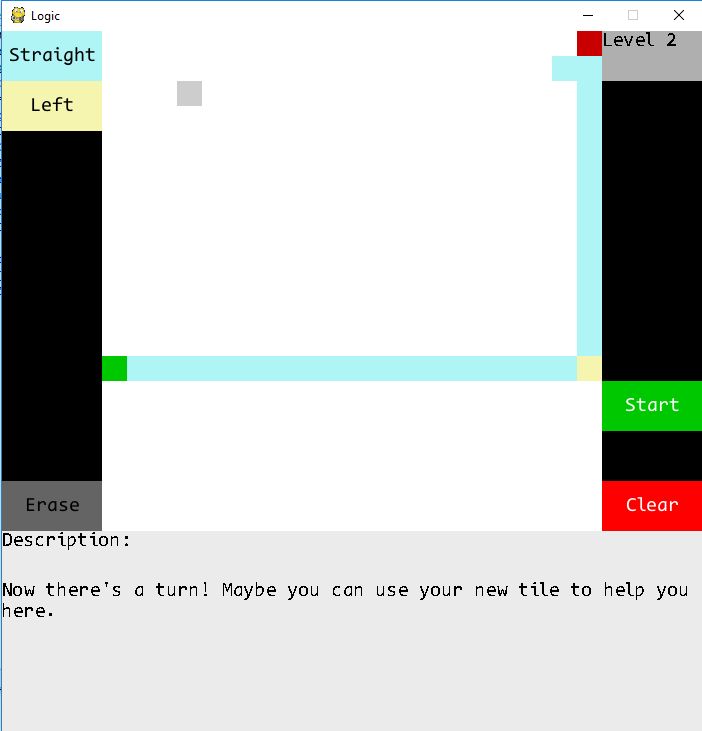 Logic
Straight
Level 2
Left
Start
Erase
Clear
Description:
Now there's a turn! Maybe you can use your new tile to help you
here.